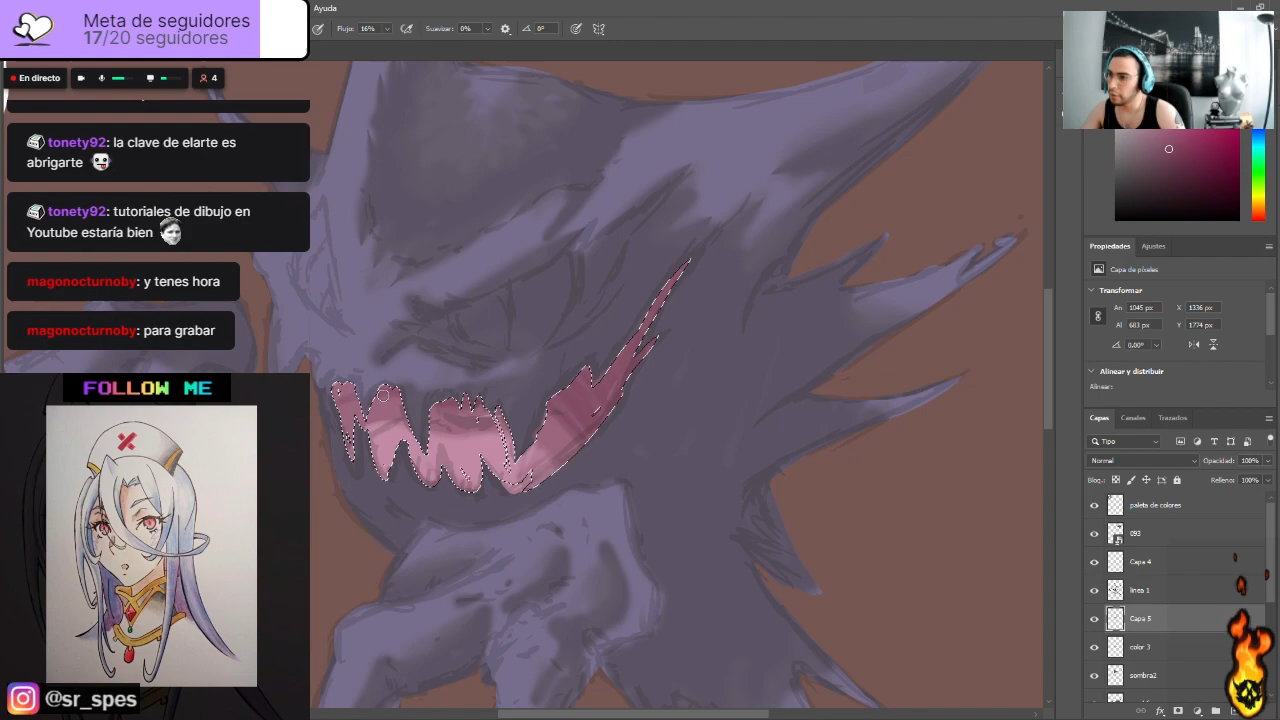 Meta de seguidores
17/20 seguidores
En directo
4
tonety92: la clave de elarte es
abrigarte
tonety92: tutoriales de dibujo en
Youtube estaría bien
magonocturnoby: y tenes hora
magonocturnoby: para grabar
FOLLOW ME
@sr_spes
Ayuda
Flujo: 16%
Suavizar: 0%
0°
Propiedades
Ajustes
Capa de píxeles
Transformar
An 1045 px
X 1336 px
Al 683 px
Y 1774 px
0,00°
Alinear y distribuir
Alinear:
Capas
Canales
Trazados
Tipo
Normal
Opacidad: 100%
Bloq.:
Relleno: 100%
paleta de colores
093
Capa 4
linea 1
Capa 5
color 3
sombra2
fx